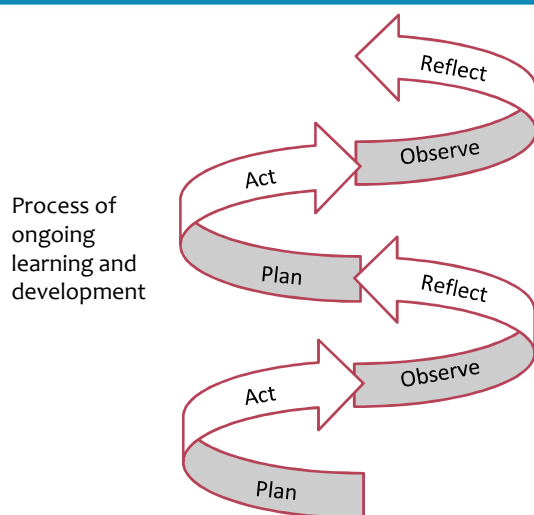 Reflect
Observe
Act
Process of
ongoing
learning and
development
Plan
Reflect
Observe
Act
Plan